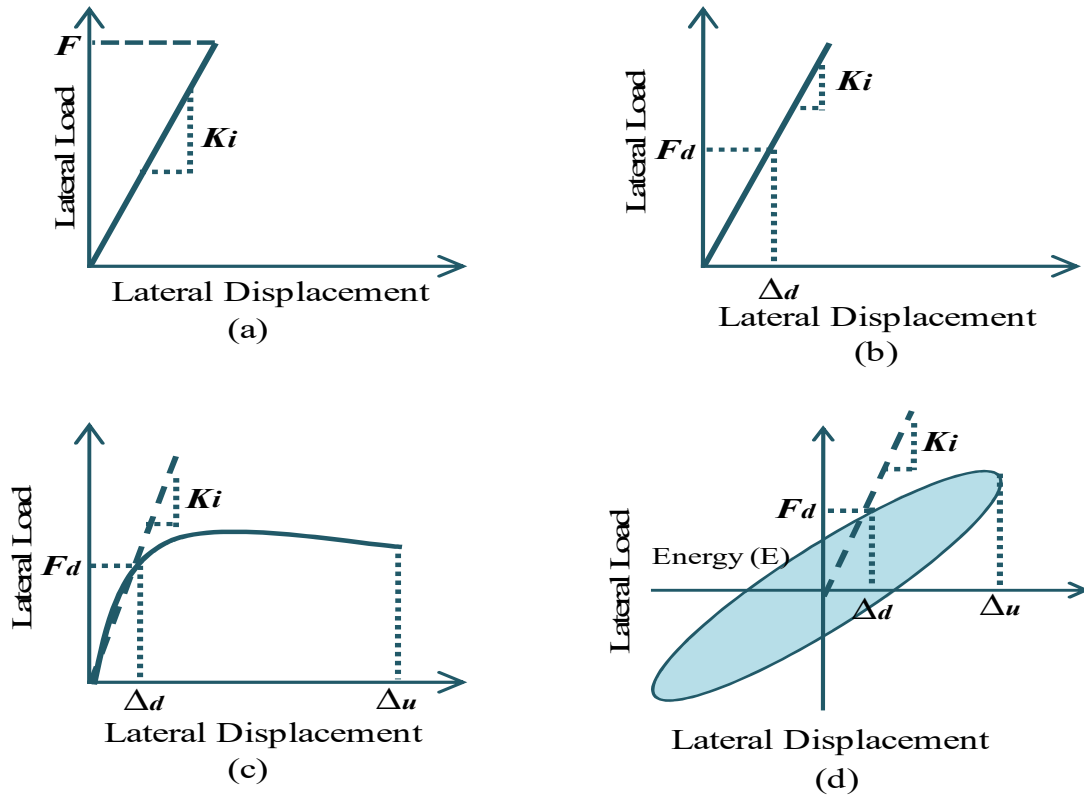 F
Lateral Load
Ki
Lateral Displacement
(a)
Ki
Fd
Lateral Load
Δd
Lateral Displacement
(b)
Ki
Lateral Load
Fd
Δd
Δu
Lateral Displacement
(c)
Ki
Fd
Energy (E)
Lateral Load
Δd
Δu
Lateral Displacement
(d)